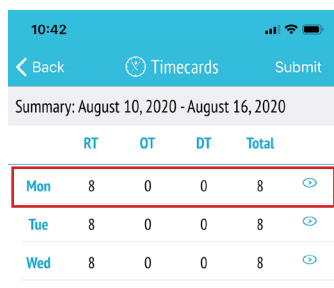 10:42
Back Timecards Submit
Summary: August 10, 2020 - August 16, 2020
RT OT DT Total
Mon 8 0 0 8
Tue 8 0 0 8
Wed 8 0 0 8